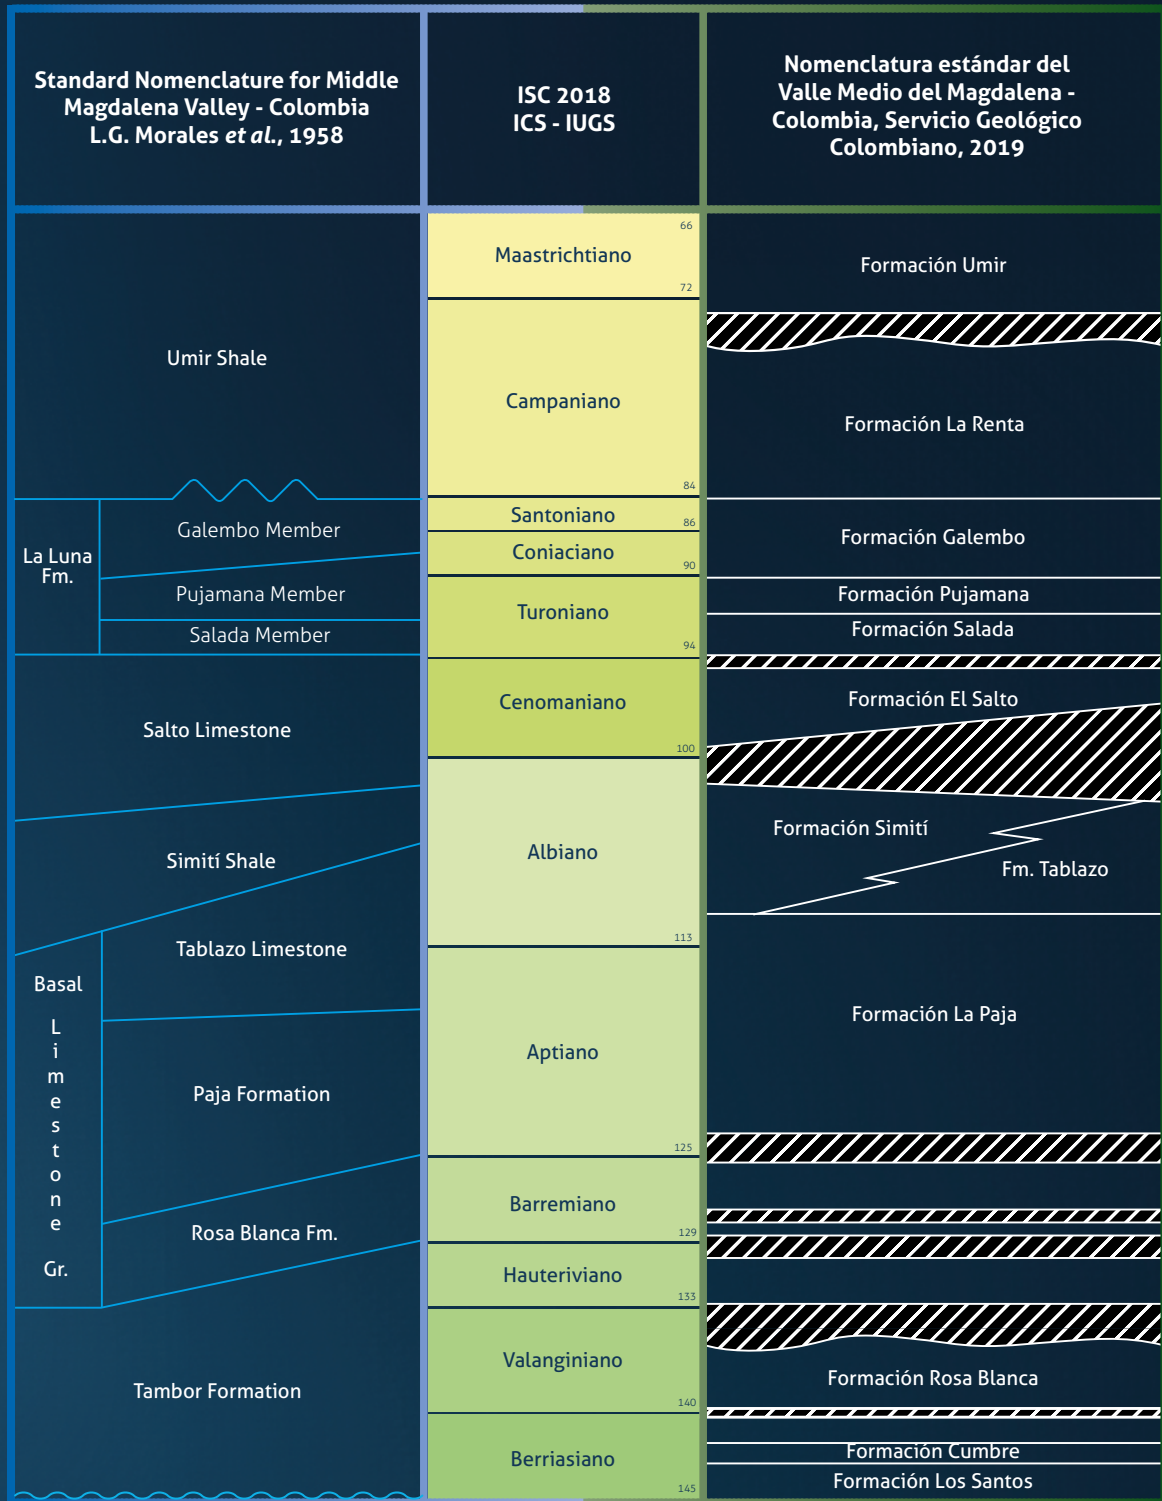 Standard Nomenclature for Middle
Magdalena Valley - Colombia
L.G. Morales et al., 1958
ISC 2018
ICS - IUGS
Nomenclatura estándar del
Valle Medio del Magdalena -
Colombia, Servicio Geológico
Colombiano, 2019
Umir Shale
La Luna
Fm.
Galembo Member
Pujamana Member
Salada Member
Salto Limestone
Simití Shale
Basal
Limestone
Gr.
Tablazo Limestone
Paja Formation
Rosa Blanca Fm.
Tambor Formation
66
Maastrichtiano
72
Campaniano
84
Santoniano
86
Coniaciano
90
Turoniano
94
Cenomaniano
100
Albiano
113
Aptiano
125
Barremiano
129
Hauteriviano
133
Valanginiano
140
Berriasiano
145
Formación Umir
Formación La Renta
Formación Galembo
Formación Pujamana
Formación Salada
Formación El Salto
Formación Simití
Fm. Tablazo
Formación La Paja
Formación Rosa Blanca
Formación Cumbre
Formación Los Santos